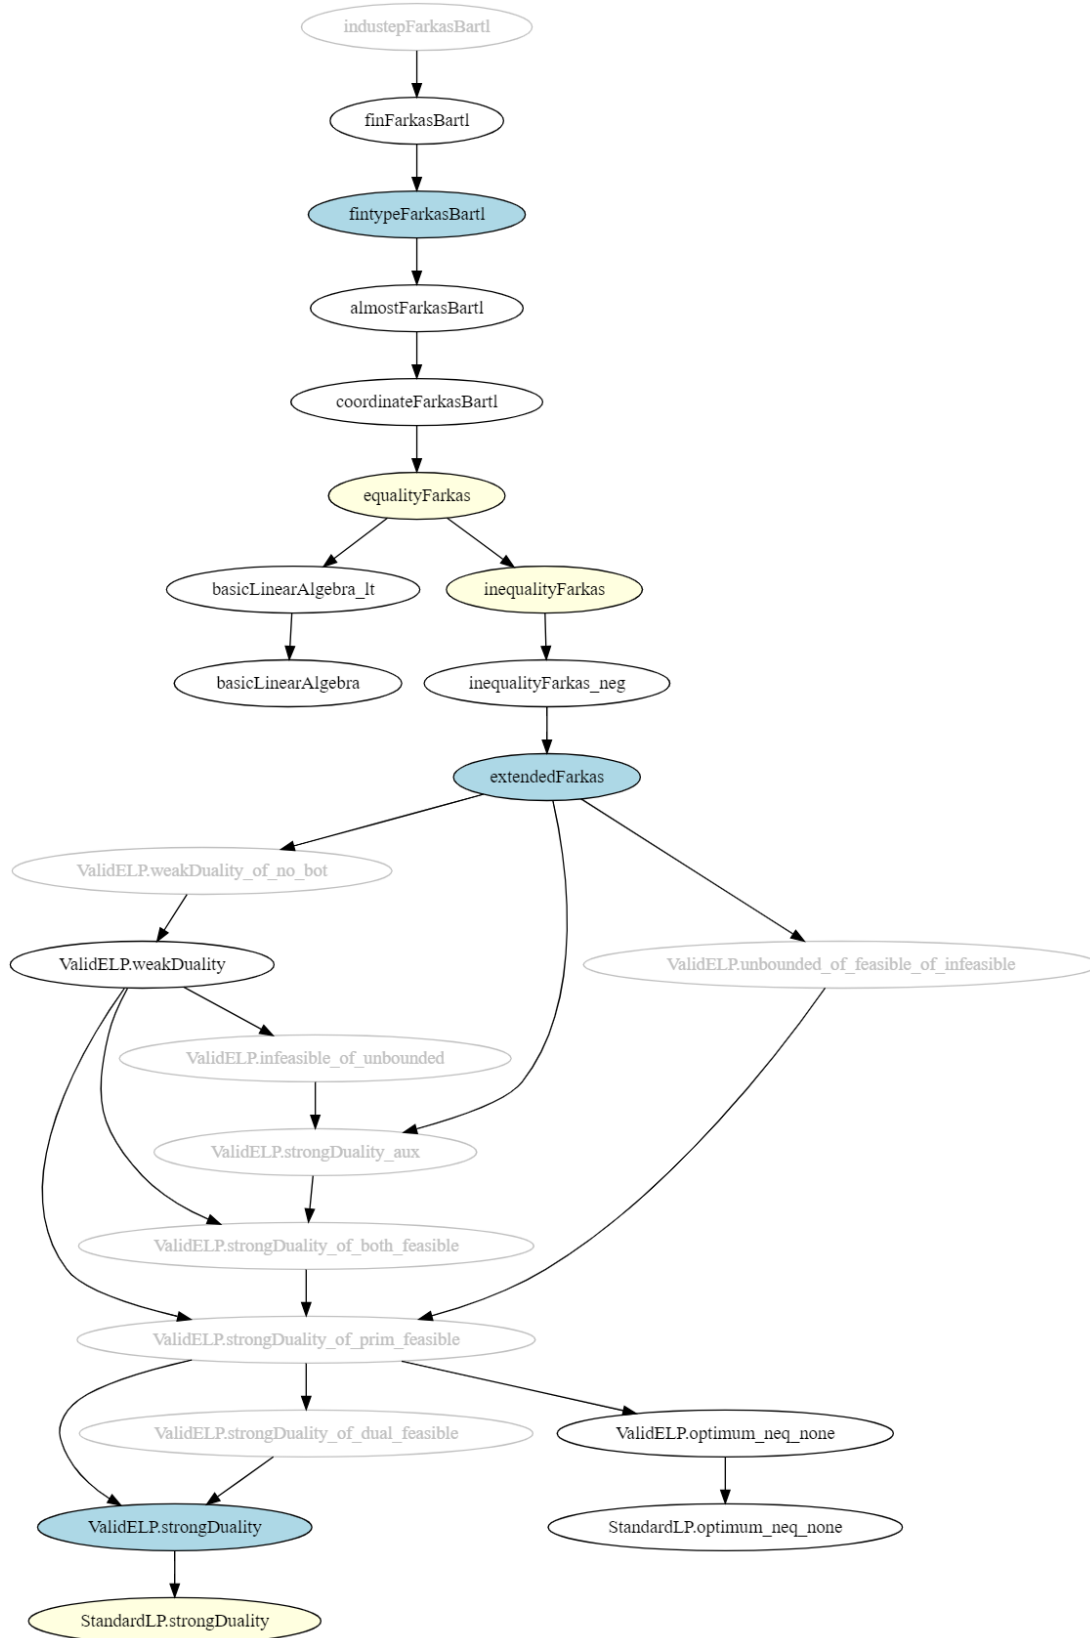 industepFarkasBartl
finFarkasBartl
fintypeFarkasBartl
almostFarkasBartl
coordinateFarkasBartl
equalityFarkas
basicLinearAlgebra_lt
inequalityFarkas
basicLinearAlgebra
inequalityFarkas_neg
extendedFarkas
ValidELP.weakDuality_of_no_bot
ValidELP.weakDuality
ValidELP.unbounded_of_feasible_of_infeasible
ValidELP.infeasible_of_unbounded
ValidELP.strongDuality_aux
ValidELP.strongDuality_of_both_feasible
ValidELP.strongDuality_of_prim_feasible
ValidELP.strongDuality_of_dual_feasible
ValidELP.optimum_neq_none
ValidELP.strongDuality
StandardLP.optimum_neq_none
StandardLP.strongDuality